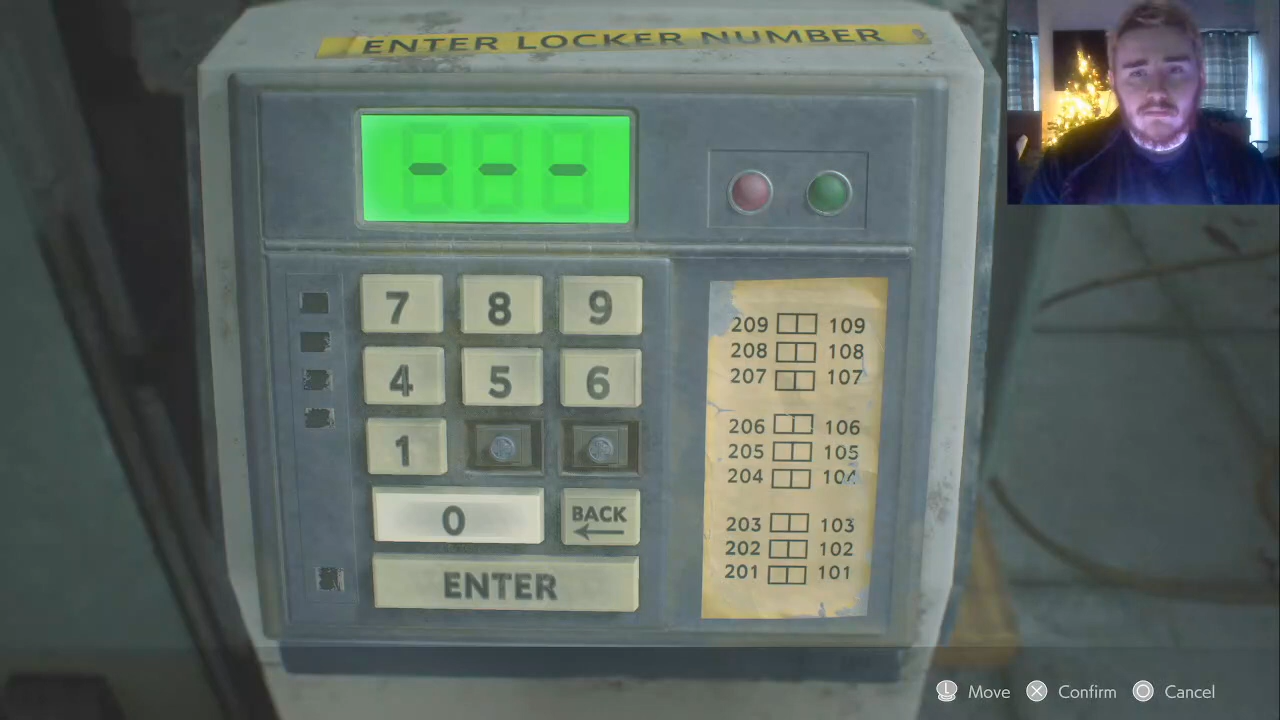 ENTER LOCKER NUMBER
7 8 9
4 5 6
1
0 BACK
ENTER
209 109
208 108
207 107
206 106
205 105
204 104
203 103
202 102
201 101
L Move Confirm Cancel